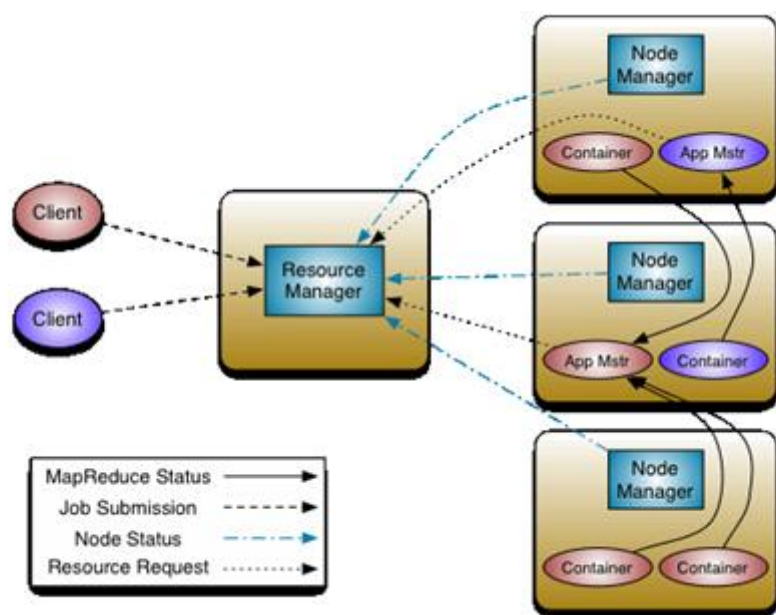 Node
Manager
Container
App Mstr
Client
Resource
Manager
Node
Manager
Client
App Mstr
Container
Node
Manager
MapReduce Status
Job Submission
Node Status
Resource Request
Container
Container